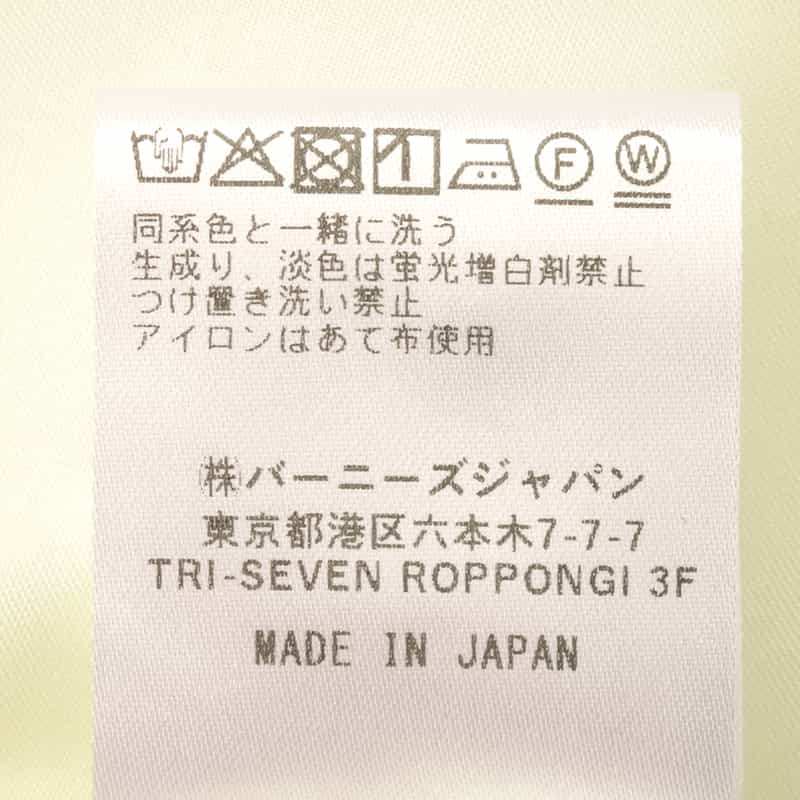 F W
同系色と一緒に洗う
生成り、淡色は蛍光増白剤禁止
つけ置き洗い禁止
アイロンはあて布使用
㈱バーニーズジャパン
東京都港区六本木7-7-7
TRI-SEVEN ROPPONGI 3F
MADE IN JAPAN